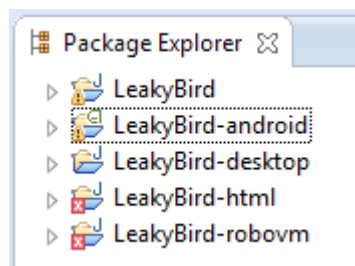 Package Explorer
LeakyBird
LeakyBird-android
LeakyBird-desktop
LeakyBird-html
LeakyBird-robovm